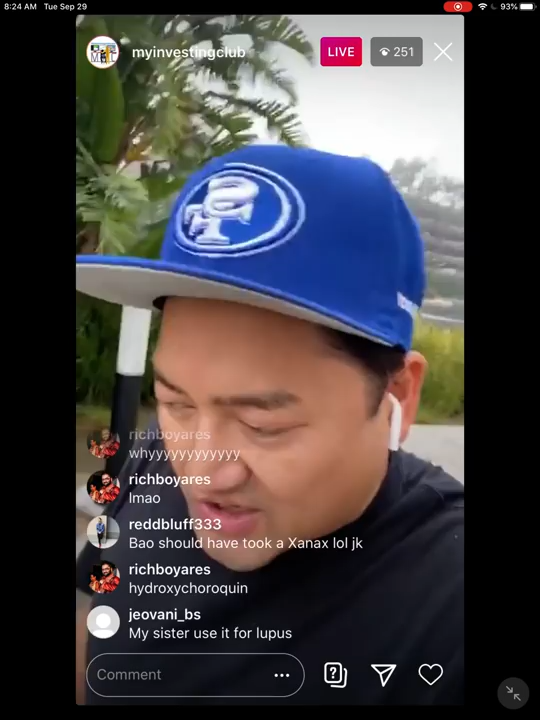 8:24 AM Tue Sep 29
93%
myinvestingclub
LIVE
251
richboyares
whyyyyyyyyyyyy
richboyares
lmao
reddbluff333
Bao should have took a Xanax lol jk
richboyares
hydroxychoroquin
jeovani_bs
My sister use it for lupus
Comment